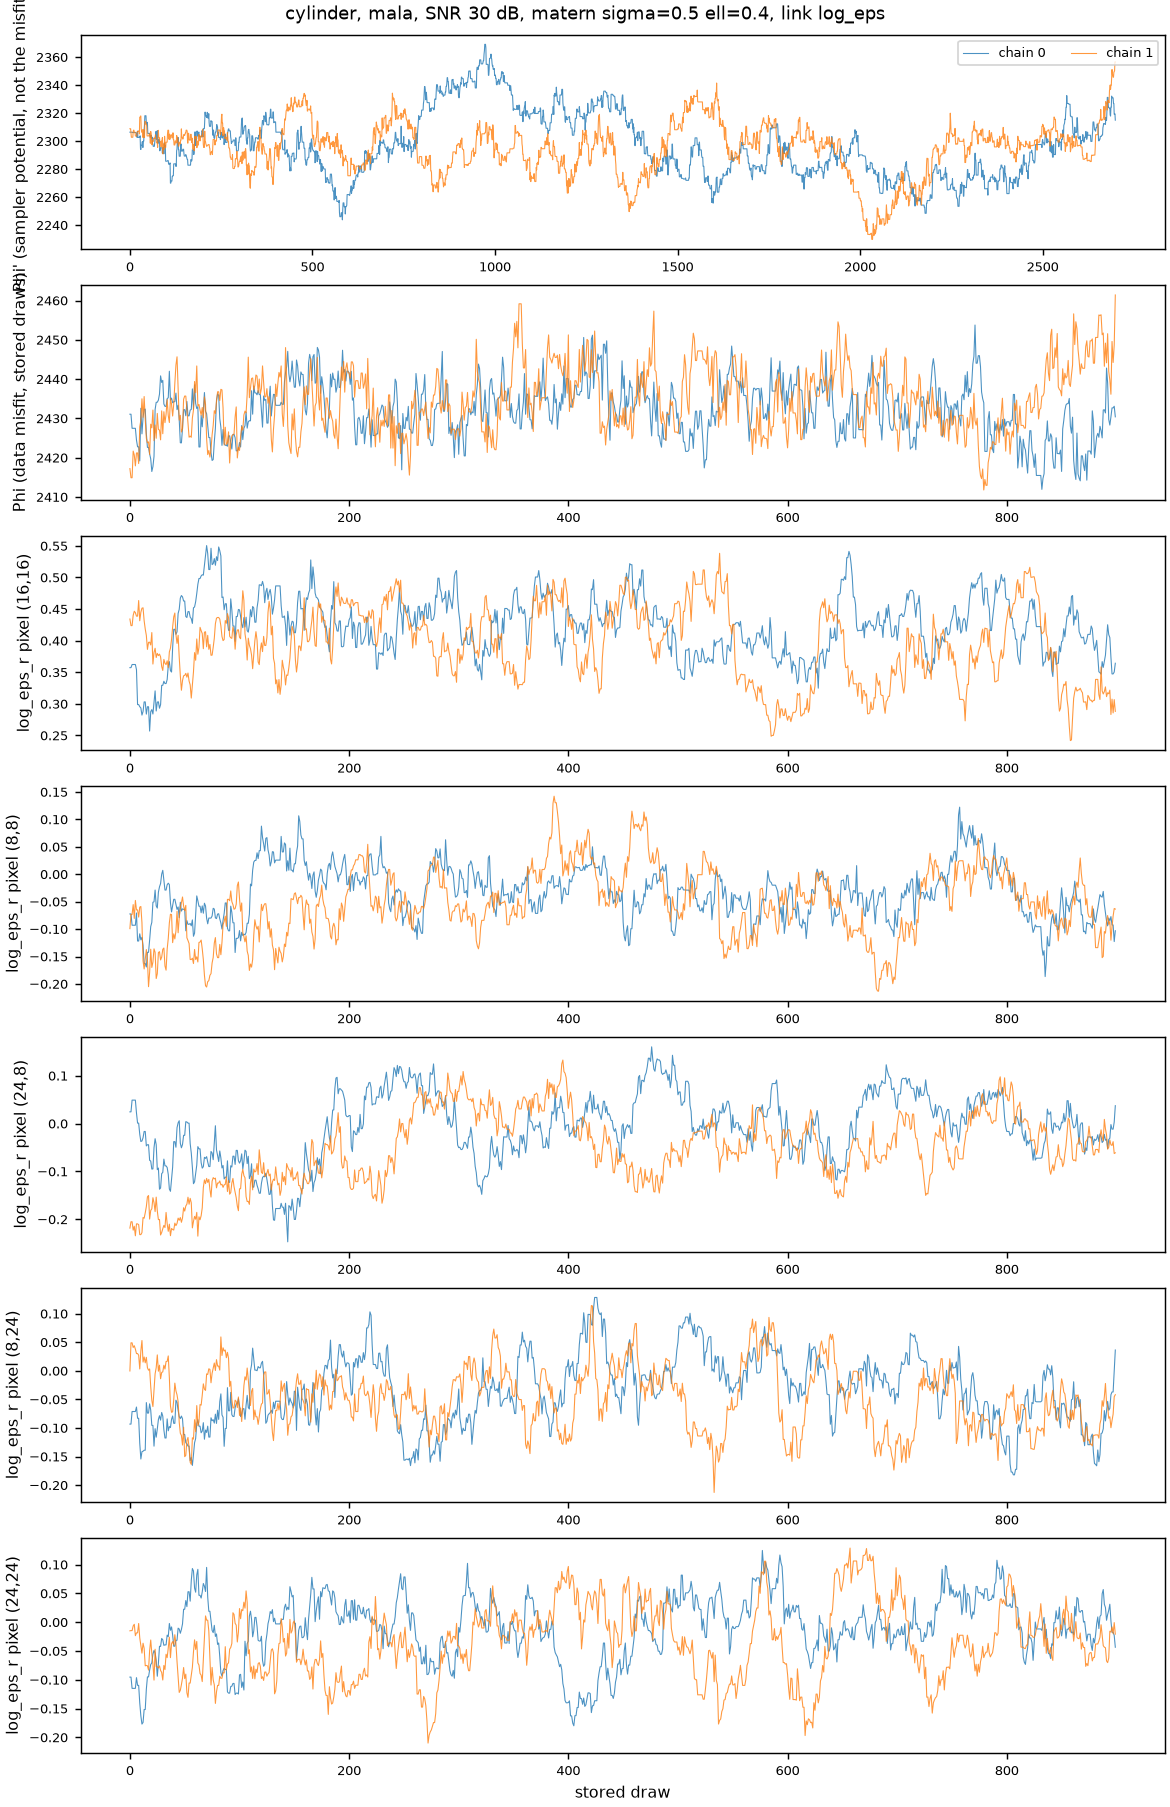 cylinder, mala, SNR 30 dB, matern sigma=0.5 ell=0.4, link log_eps
Phi' (sampler potential, not the misfit
chain 0 chain 1
2360
2340
2320
2300
2280
2260
2240
0 500 1000 1500 2000 2500
Phi (data misfit, stored draws)
2460
2450
2440
2430
2420
2410
0 200 400 600 800
log_eps_r pixel (16,16)
0.55
0.50
0.45
0.40
0.35
0.30
0.25
0 200 400 600 800
log_eps_r pixel (8,8)
0.15
0.10
0.05
0.00
−0.05
−0.10
−0.15
−0.20
0 200 400 600 800
log_eps_r pixel (24,8)
0.1
0.0
−0.1
−0.2
0 200 400 600 800
log_eps_r pixel (8,24)
0.10
0.05
0.00
−0.05
−0.10
−0.15
−0.20
0 200 400 600 800
log_eps_r pixel (24,24)
0.10
0.05
0.00
−0.05
−0.10
−0.15
−0.20
0 200 400 600 800
stored draw